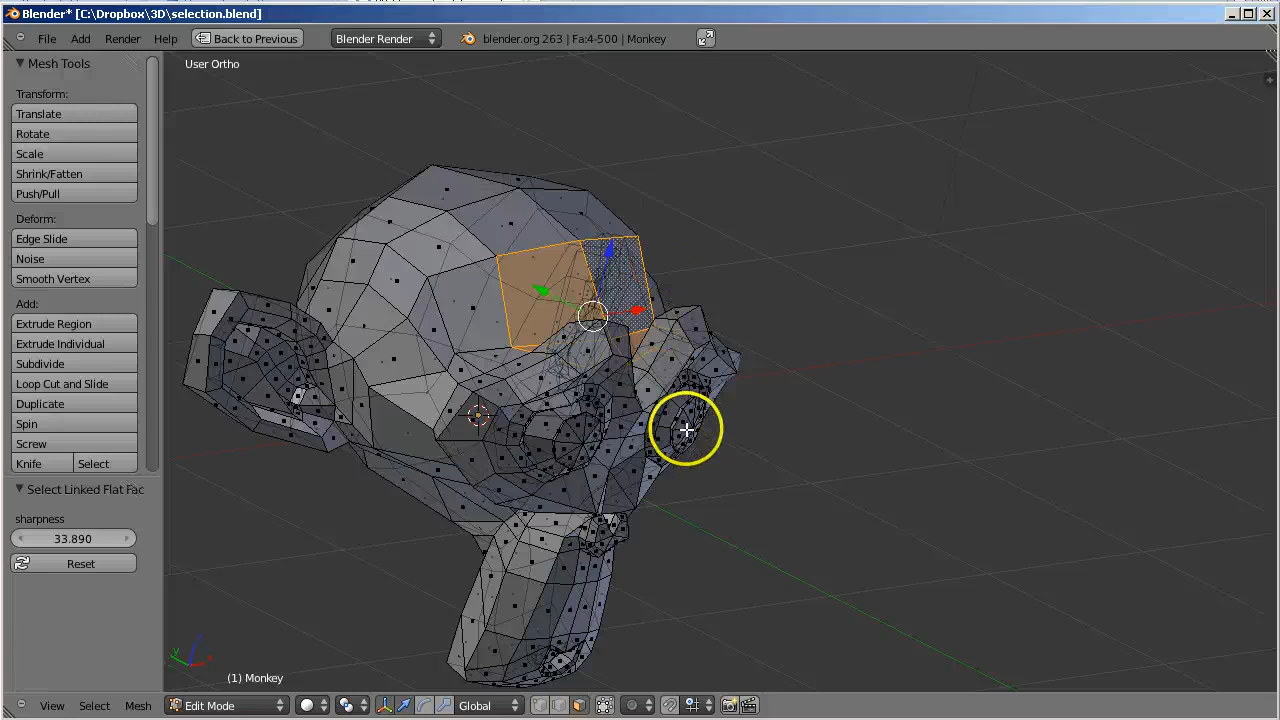 Blender* [C:\Dropbox\3D\selection.blend]
File Add Render Help Back to Previous Blender Render blender.org 263 | Fa:4-500 | Monkey
Mesh Tools
User Ortho
Transform:
Translate
Rotate
Scale
Shrink/Fatten
Push/Pull
Deform:
Edge Slide
Noise
Smooth Vertex
Add:
Extrude Region
Extrude Individual
Subdivide
Loop Cut and Slide
Duplicate
Spin
Screw
Knife Select
Select Linked Flat Fac
sharpness
33.890
Reset
z
y
x
(1) Monkey
View Select Mesh Edit Mode Global